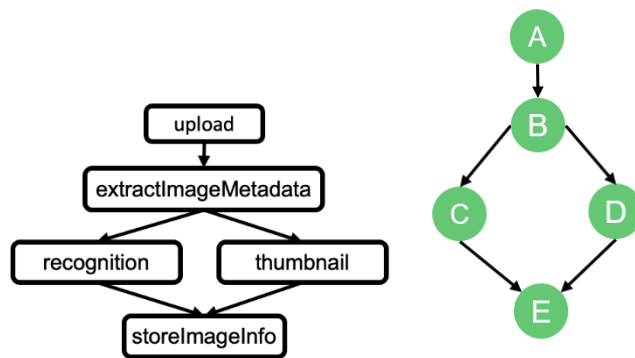 upload
extractImageMetadata
recognition
thumbnail
storeImageInfo
A
B
C
D
E